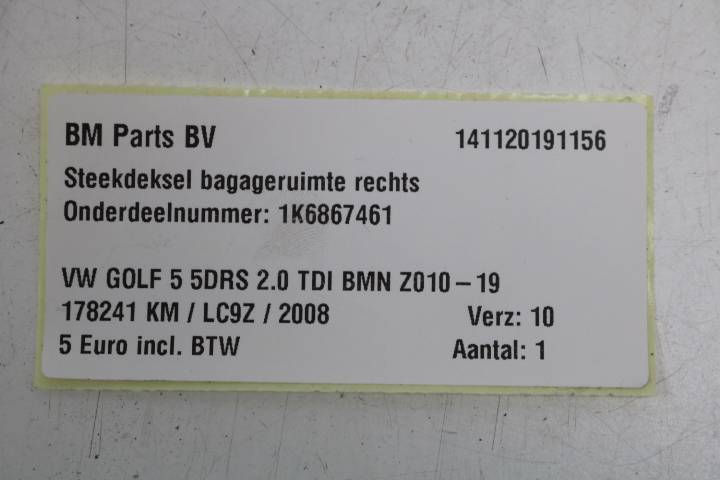 BM Parts BV 141120191156
Steekdeksel bagageruimte rechts
Onderdeelnummer: 1K6867461
VW GOLF 5 5DRS 2.0 TDI BMN Z010-19
178241 KM / LC9Z / 2008 Verz: 10
5 Euro incl. BTW Aantal: 1